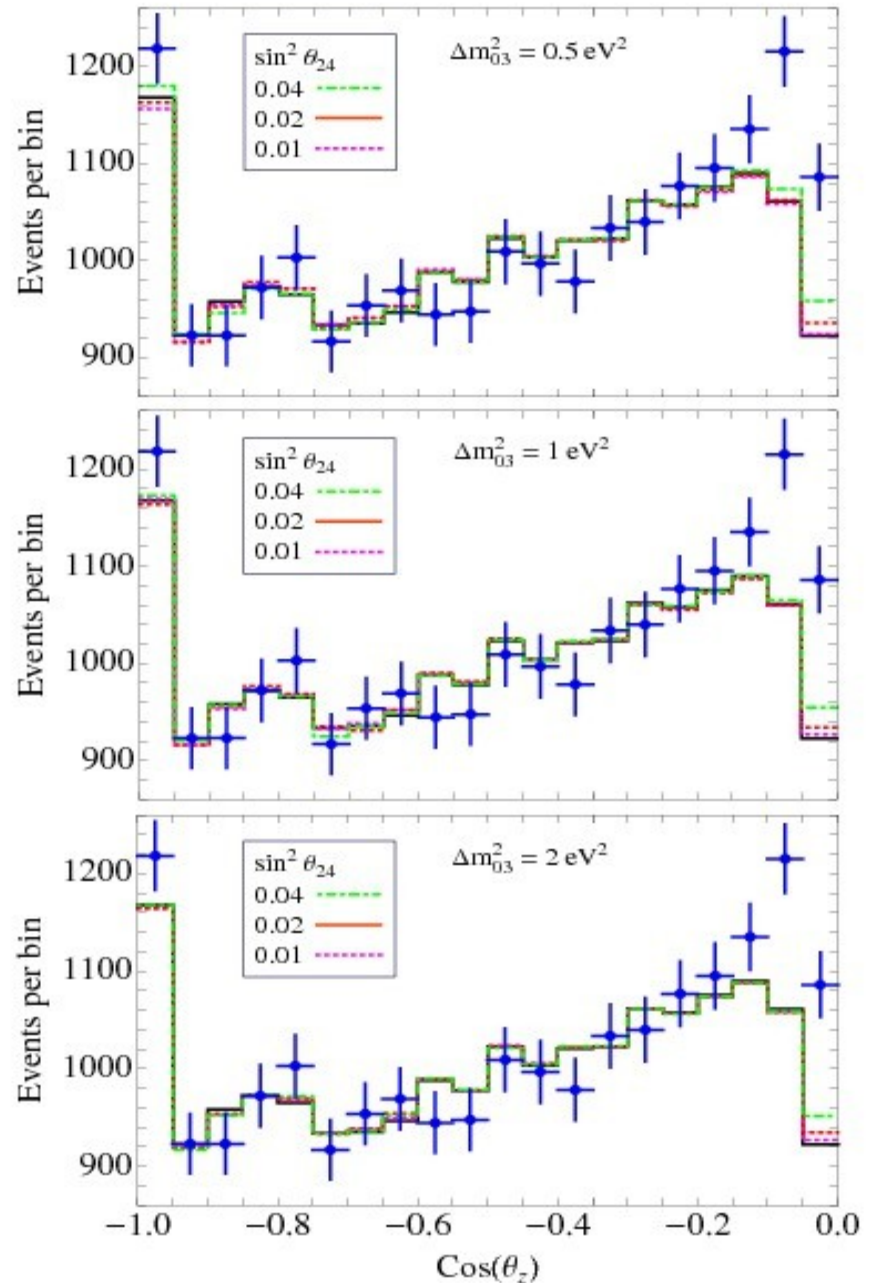 1200
1100
1000
900
Events per bin
sin² θ₂₄
0.04
0.02
0.01
Δm²₀₃ = 0.5 eV²
1200
1100
1000
900
Events per bin
sin² θ₂₄
0.04
0.02
0.01
Δm²₀₃ = 1 eV²
1200
1100
1000
900
Events per bin
sin² θ₂₄
0.04
0.02
0.01
Δm²₀₃ = 2 eV²
−1.0 −0.8 −0.6 −0.4 −0.2 0.0
Cos(θ_z)